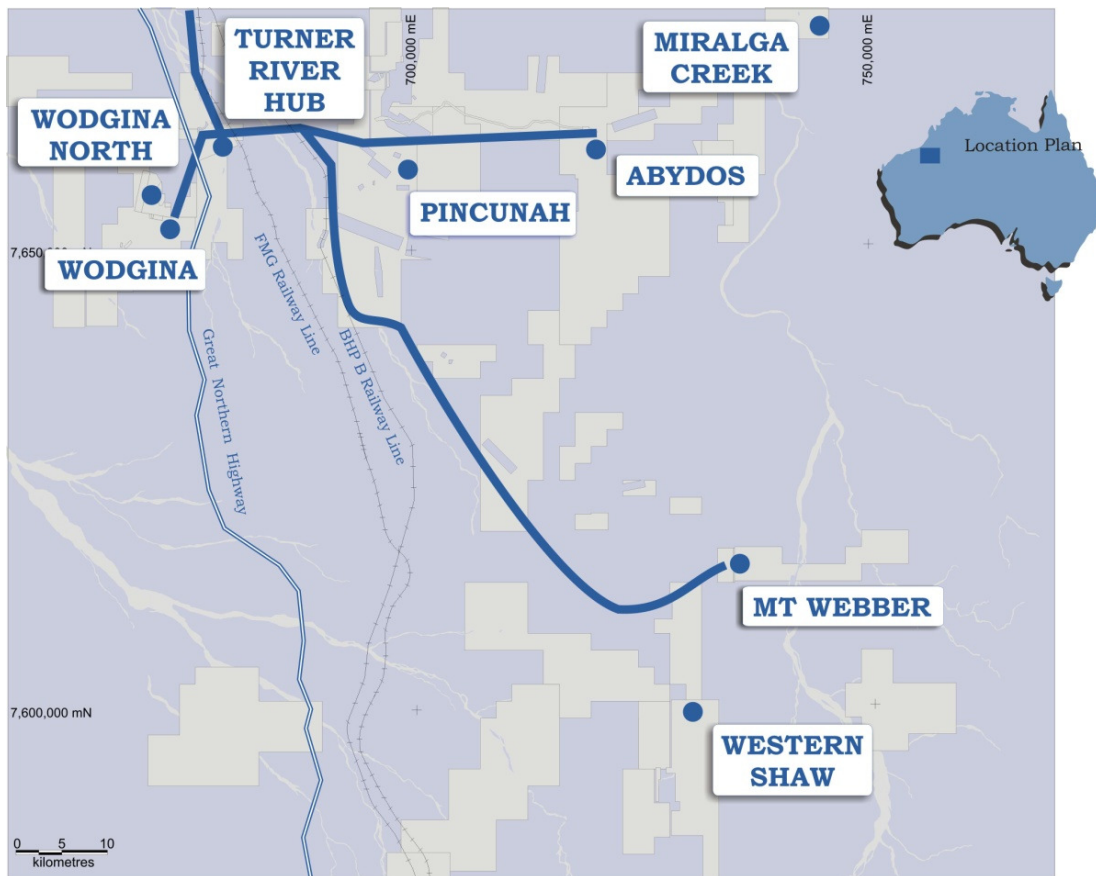 TURNER
RIVER
HUB
700,000 mE
MIRALGA
CREEK
750,000 mE
Location Plan
WODGINA
NORTH
ABYDOS
PINCUNAH
WODGINA
FMG Railway Line
BHP B Railway Line
Great Northern Highway
MT WEBBER
7,600,000 mN
WESTERN
SHAW
0 5 10
kilometres